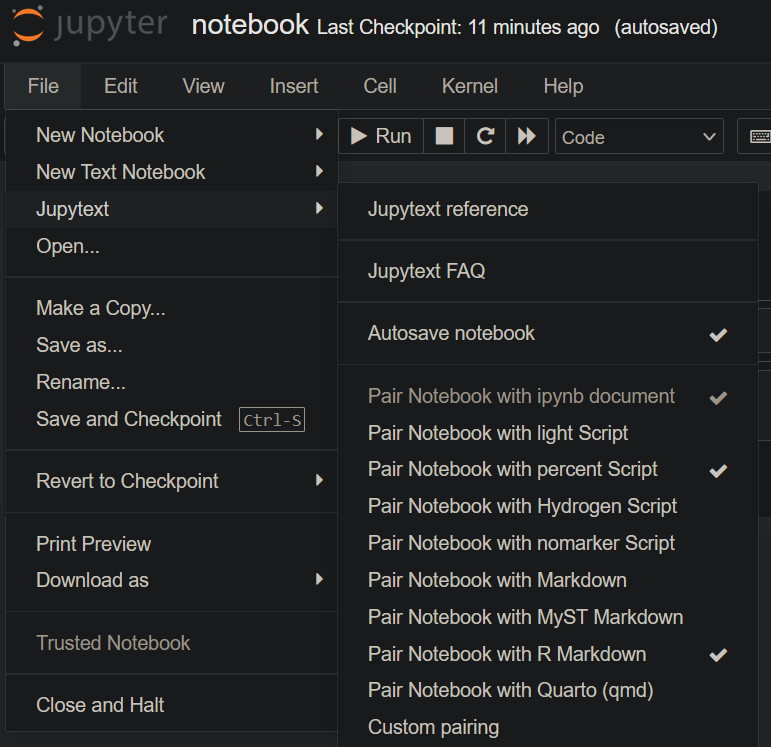 jupyter notebook Last Checkpoint: 11 minutes ago (autosaved)
File Edit View Insert Cell Kernel Help
Run Code
New Notebook
New Text Notebook
Jupytext
Open...
Make a Copy...
Save as...
Rename...
Save and Checkpoint Ctrl-S
Revert to Checkpoint
Print Preview
Download as
Trusted Notebook
Close and Halt
Jupytext reference
Jupytext FAQ
Autosave notebook
Pair Notebook with ipynb document
Pair Notebook with light Script
Pair Notebook with percent Script
Pair Notebook with Hydrogen Script
Pair Notebook with nomarker Script
Pair Notebook with Markdown
Pair Notebook with MyST Markdown
Pair Notebook with R Markdown
Pair Notebook with Quarto (qmd)
Custom pairing